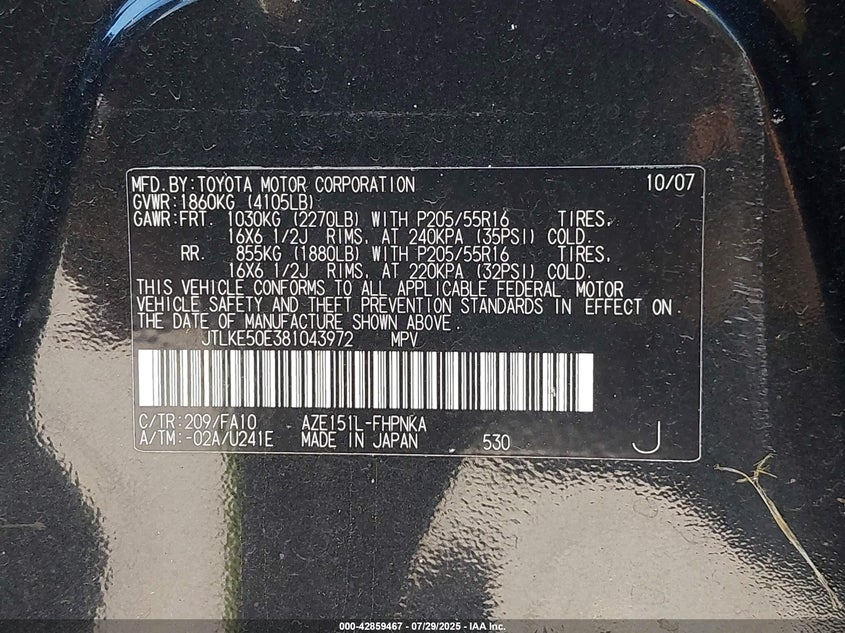 MFD.BY:TOYOTA MOTOR CORPORATION 10/07
GVWR:1860KG (4105LB)
GAWR:FRT. 1030KG (2270LB) WITH P205/55R16 TIRES,
16X6 1/2J RIMS, AT 240KPA (35PSI) COLD.
RR. 855KG (1880LB) WITH P205/55R16 TIRES,
16X6 1/2J RIMS, AT 220KPA (32PSI) COLD.
THIS VEHICLE CONFORMS TO ALL APPLICABLE FEDERAL MOTOR
VEHICLE SAFETY AND THEFT PREVENTION STANDARDS IN EFFECT ON
THE DATE OF MANUFACTURE SHOWN ABOVE.
JTLKE50E381043972 MPV
C/TR:209/FA10 AZE151L-FHPNKA
A/TM:-02A/U241E MADE IN JAPAN 530 J
000-42859467 - 07/29/2025 - IAA Inc.